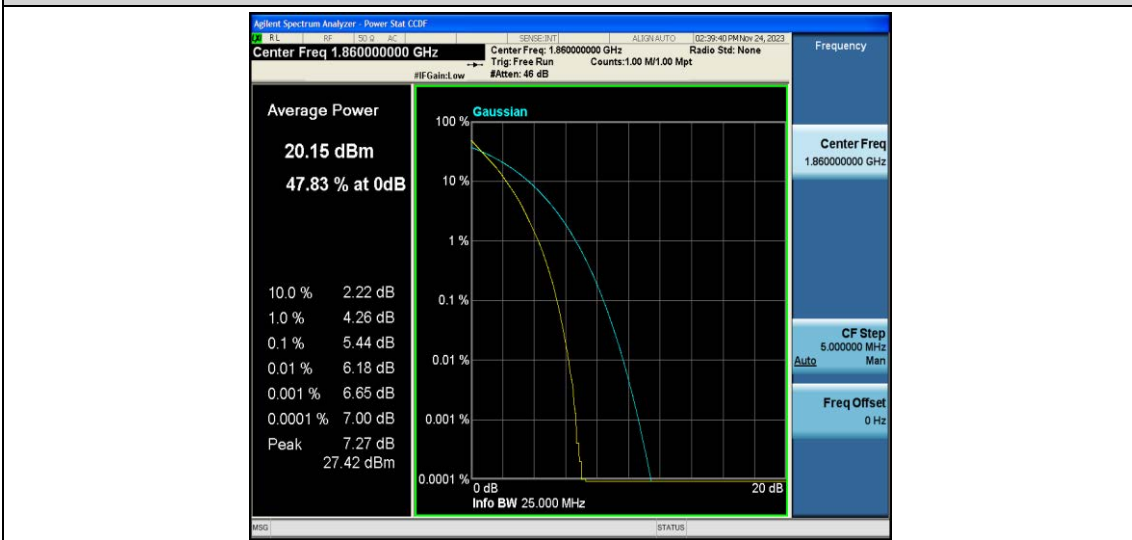 Agilent Spectrum Analyzer - Power Stat CCDF
RL RF 50 Ω AC SENSE:INT ALIGN AUTO 02:39:40 PM Nov 24, 2023
Center Freq 1.860000000 GHz
Center Freq: 1.860000000 GHz Radio Std: None
Trig: Free Run Counts:1.00 M/1.00 Mpt
#IFGain:Low #Atten: 46 dB
Frequency
Average Power
20.15 dBm
47.83 % at 0dB
10.0 % 2.22 dB
1.0 % 4.26 dB
0.1 % 5.44 dB
0.01 % 6.18 dB
0.001 % 6.65 dB
0.0001 % 7.00 dB
Peak 7.27 dB
27.42 dBm
Gaussian
100 %
10 %
1 %
0.1 %
0.01 %
0.001 %
0.0001 %
0 dB 20 dB
Info BW 25.000 MHz
Center Freq
1.860000000 GHz
CF Step
5.000000 MHz
Auto Man
Freq Offset
0 Hz
MSG STATUS